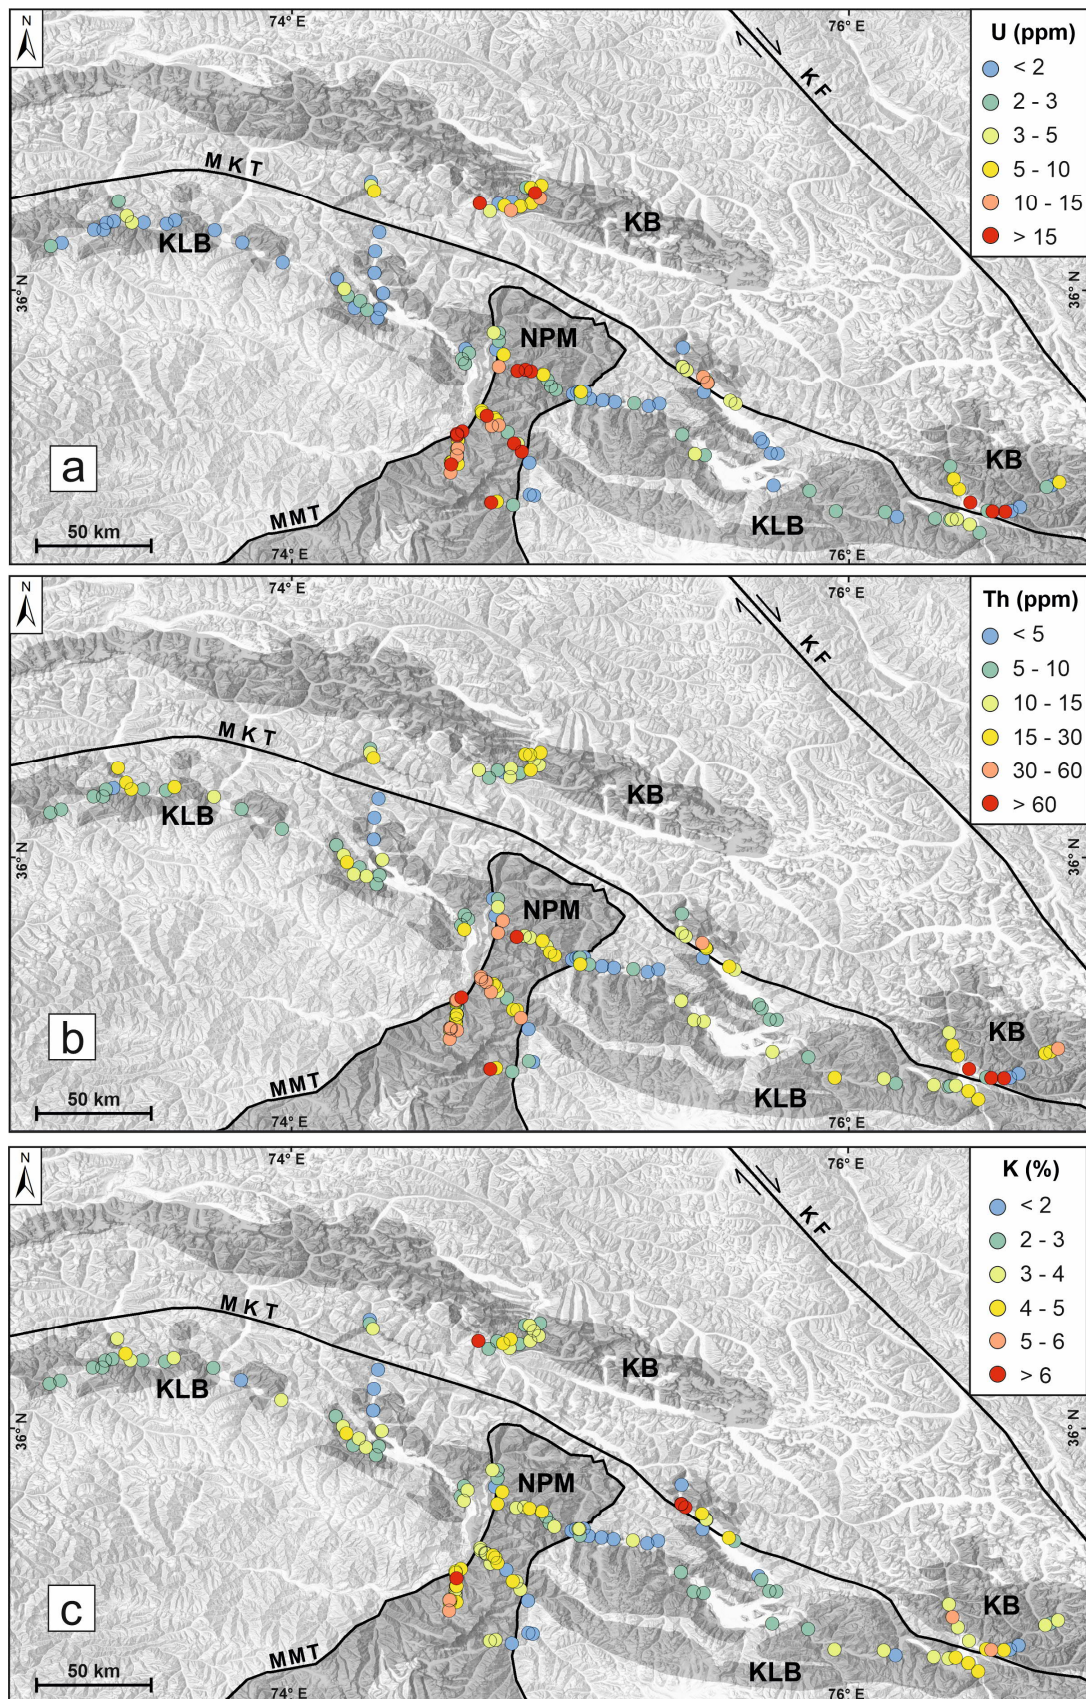 N
74° E
76° E
U (ppm)
< 2
2 - 3
3 - 5
5 - 10
10 - 15
> 15
K F
M K T
KLB
KB
36° N
36° N
NPM
a
KB
MMT
KLB
50 km
74° E
76° E
N
74° E
76° E
Th (ppm)
< 5
5 - 10
10 - 15
15 - 30
30 - 60
> 60
K F
M K T
KLB
KB
36° N
36° N
NPM
b
KB
MMT
KLB
50 km
74° E
76° E
N
74° E
76° E
K (%)
< 2
2 - 3
3 - 4
4 - 5
5 - 6
> 6
K F
M K T
KLB
KB
36° N
36° N
NPM
c
KB
MMT
KLB
50 km
74° E
76° E